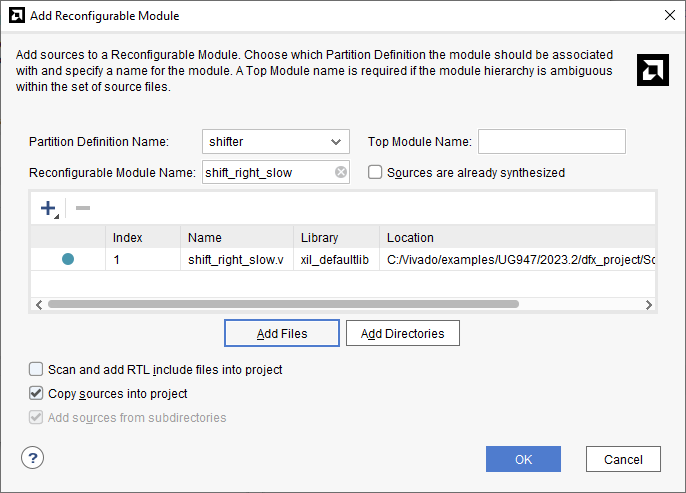 Add Reconfigurable Module
Add sources to a Reconfigurable Module. Choose which Partition Definition the module should be associated
with and specify a name for the module. A Top Module name is required if the module hierarchy is ambiguous
within the set of source files.
Partition Definition Name: shifter Top Module Name:
Reconfigurable Module Name: shift_right_slow Sources are already synthesized
Index Name Library Location
1 shift_right_slow.v xil_defaultlib C:/Vivado/examples/UG947/2023.2/dfx_project/So
Add Files Add Directories
Scan and add RTL include files into project
Copy sources into project
Add sources from subdirectories
? OK Cancel